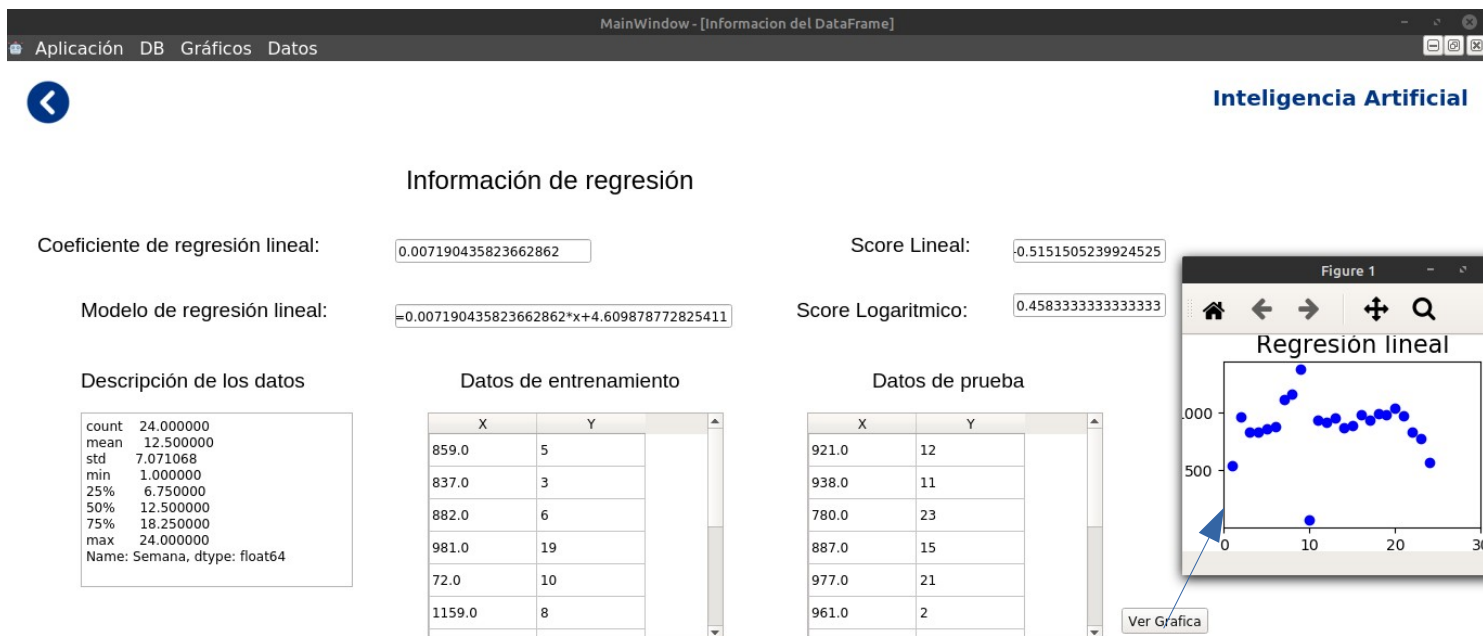 MainWindow - [Informacion del DataFrame]
Aplicación DB Gráficos Datos
Inteligencia Artificial
Información de regresión
Coeficiente de regresión lineal: 0.007190435823662862 Score Lineal: -0.5151505239924525
Modelo de regresión lineal: =0.007190435823662862*x+4.609878772825411 Score Logaritmico: 0.4583333333333333
Figure 1
Regresión lineal
1000
500
0 10 20 30
Descripción de los datos
count 24.000000
mean 12.500000
std 7.071068
min 1.000000
25% 6.750000
50% 12.500000
75% 18.250000
max 24.000000
Name: Semana, dtype: float64
Datos de entrenamiento
X Y
859.0 5
837.0 3
882.0 6
981.0 19
72.0 10
1159.0 8
Datos de prueba
X Y
921.0 12
938.0 11
780.0 23
887.0 15
977.0 21
961.0 2
Ver Grafica